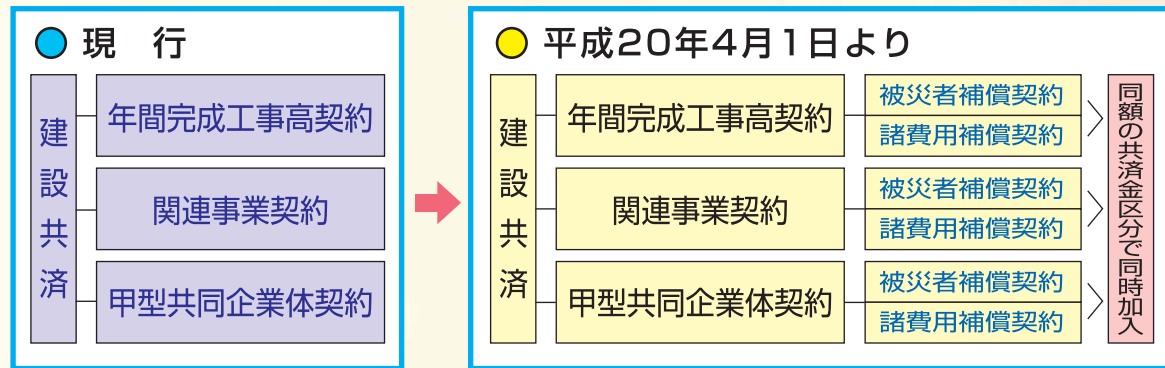 現　行
建設共済
年間完成工事高契約
関連事業契約
甲型共同企業体契約
平成20年4月1日より
建設共済
年間完成工事高契約
被災者補償契約
諸費用補償契約
関連事業契約
被災者補償契約
諸費用補償契約
甲型共同企業体契約
被災者補償契約
諸費用補償契約
同額の共済金区分で同時加入